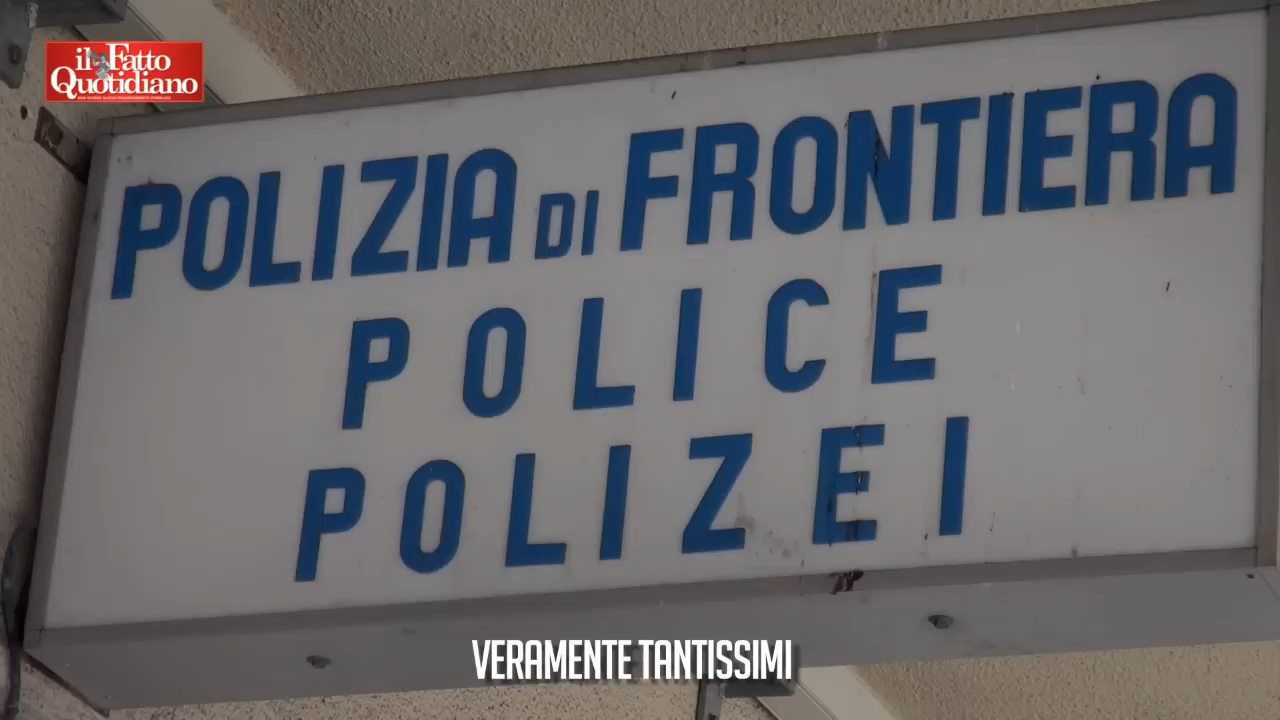 il Fatto
Quotidiano
POLIZIA DI FRONTIERA
POLICE
POLIZEI
VERAMENTE TANTISSIMI